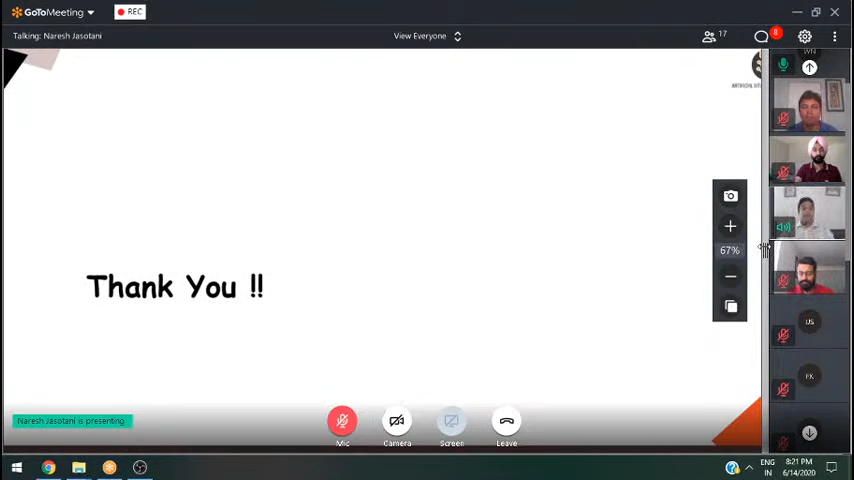 GoToMeeting
REC
Talking: Naresh Jasotani
View Everyone
17
8
WN
67%
Thank You !!
US
FK
Naresh Jasotani is presenting
Mic
Camera
Screen
Leave
ENG
IN
8:21 PM
6/14/2020